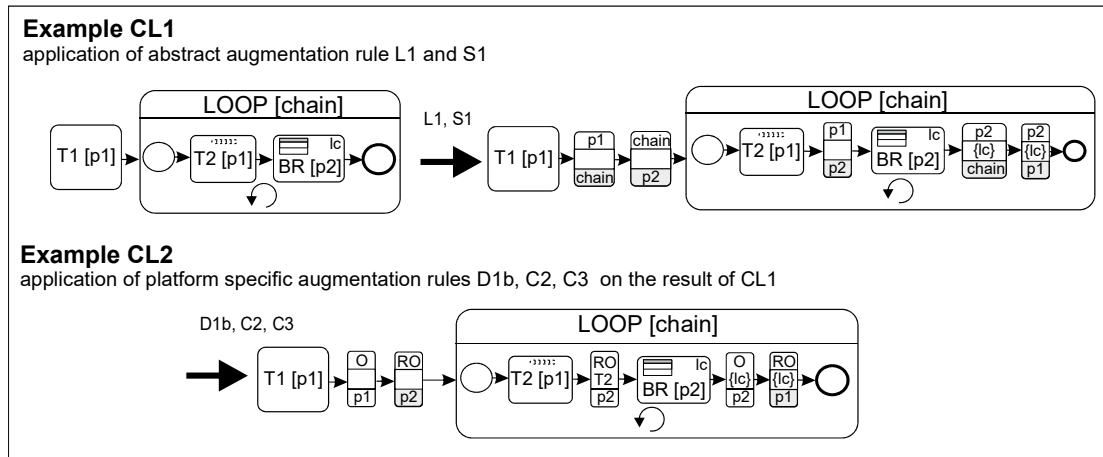 Example CL1
application of abstract augmentation rule L1 and S1
LOOP [chain]
T1 [p1]
T2 [p1]
lc
BR [p2]
L1, S1
T1 [p1]
p1
chain
chain
p2
LOOP [chain]
T2 [p1]
p1
p2
lc
BR [p2]
p2
{lc}
chain
p2
{lc}
p1
Example CL2
application of platform specific augmentation rules D1b, C2, C3 on the result of CL1
D1b, C2, C3
T1 [p1]
O
p1
RO
p2
LOOP [chain]
T2 [p1]
RO
T2
p2
lc
BR [p2]
O
{lc}
p2
RO
{lc}
p1